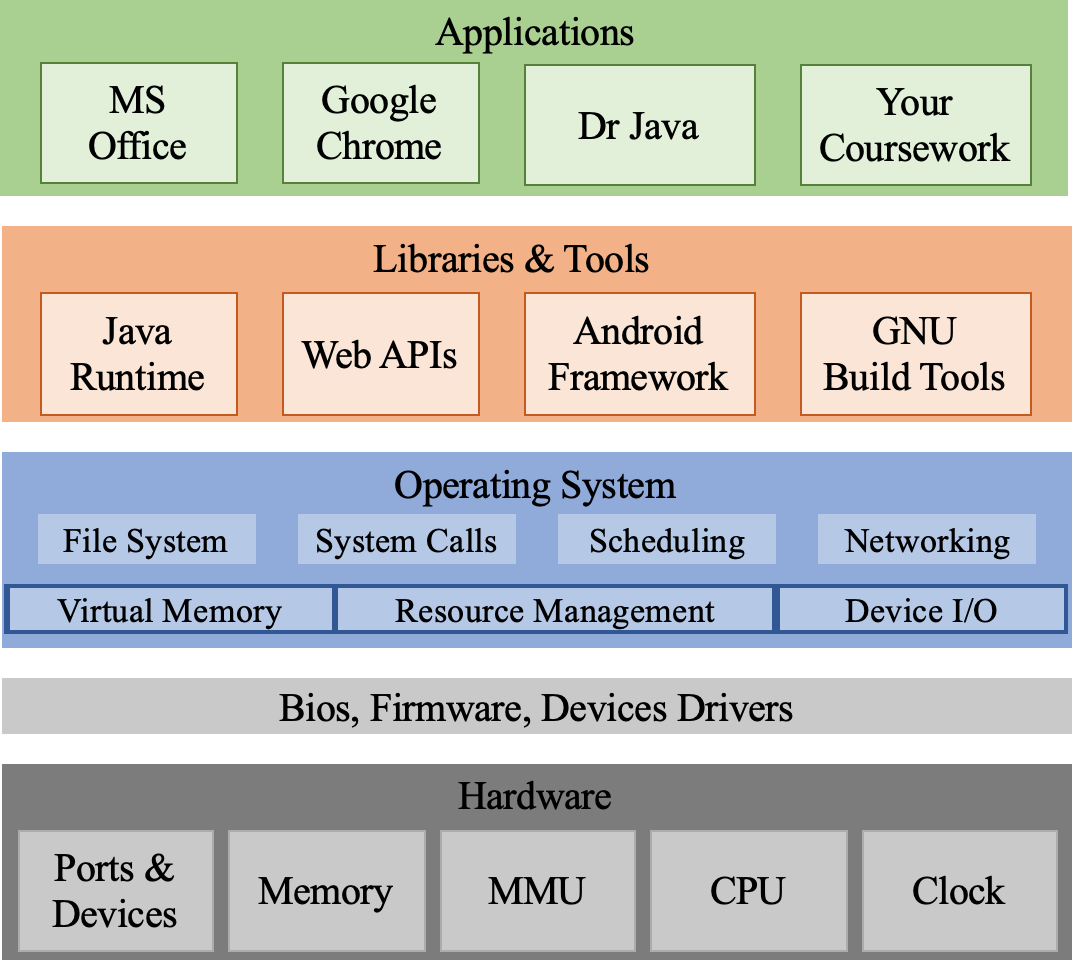 Applications
MS
Office
Google
Chrome
Dr Java
Your
Coursework
Libraries & Tools
Java
Runtime
Web APIs
Android
Framework
GNU
Build Tools
Operating System
File System
System Calls
Scheduling
Networking
Virtual Memory
Resource Management
Device I/O
Bios, Firmware, Devices Drivers
Hardware
Ports &
Devices
Memory
MMU
CPU
Clock